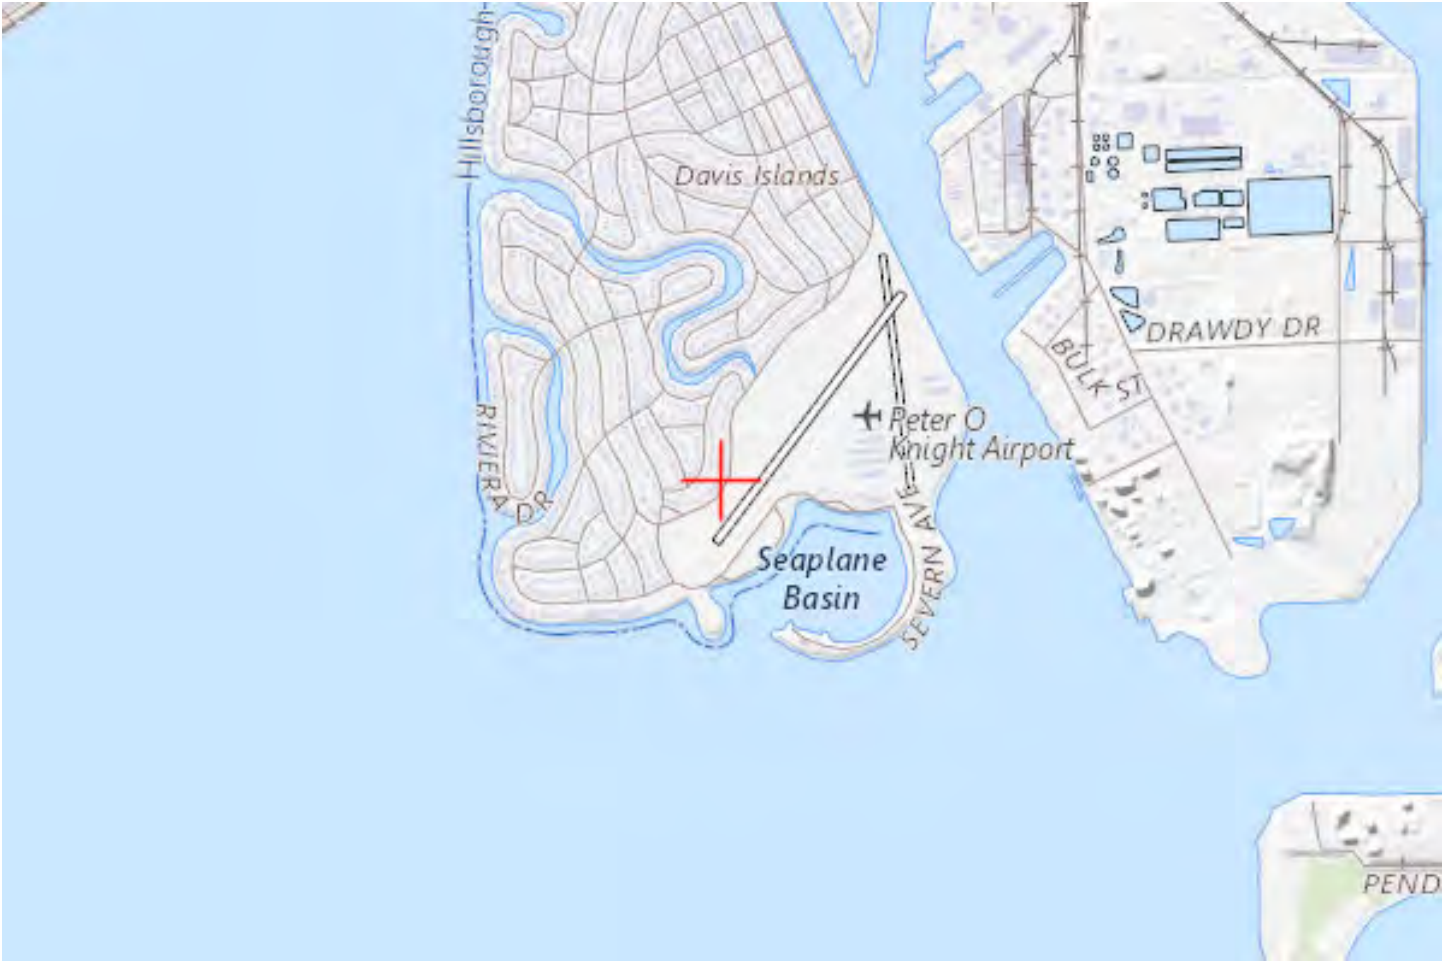 Hillsborough
Davis Islands
DRAWDY DR
BULK ST
Peter O
Knight Airport
RIVIERA DR
Seaplane
Basin
SEVERN AVE
PEND